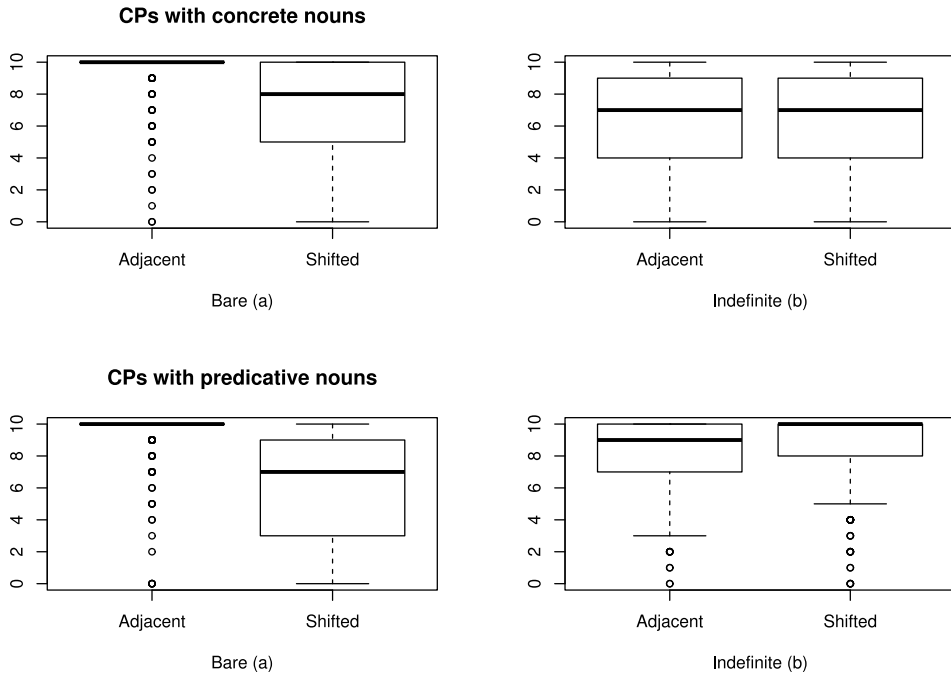 CPs with concrete nouns
10
8
6
4
2
0
Adjacent Shifted
Bare (a)
10
8
6
4
2
0
Adjacent Shifted
Indefinite (b)
CPs with predicative nouns
10
8
6
4
2
0
Adjacent Shifted
Bare (a)
10
8
6
4
2
0
Adjacent Shifted
Indefinite (b)